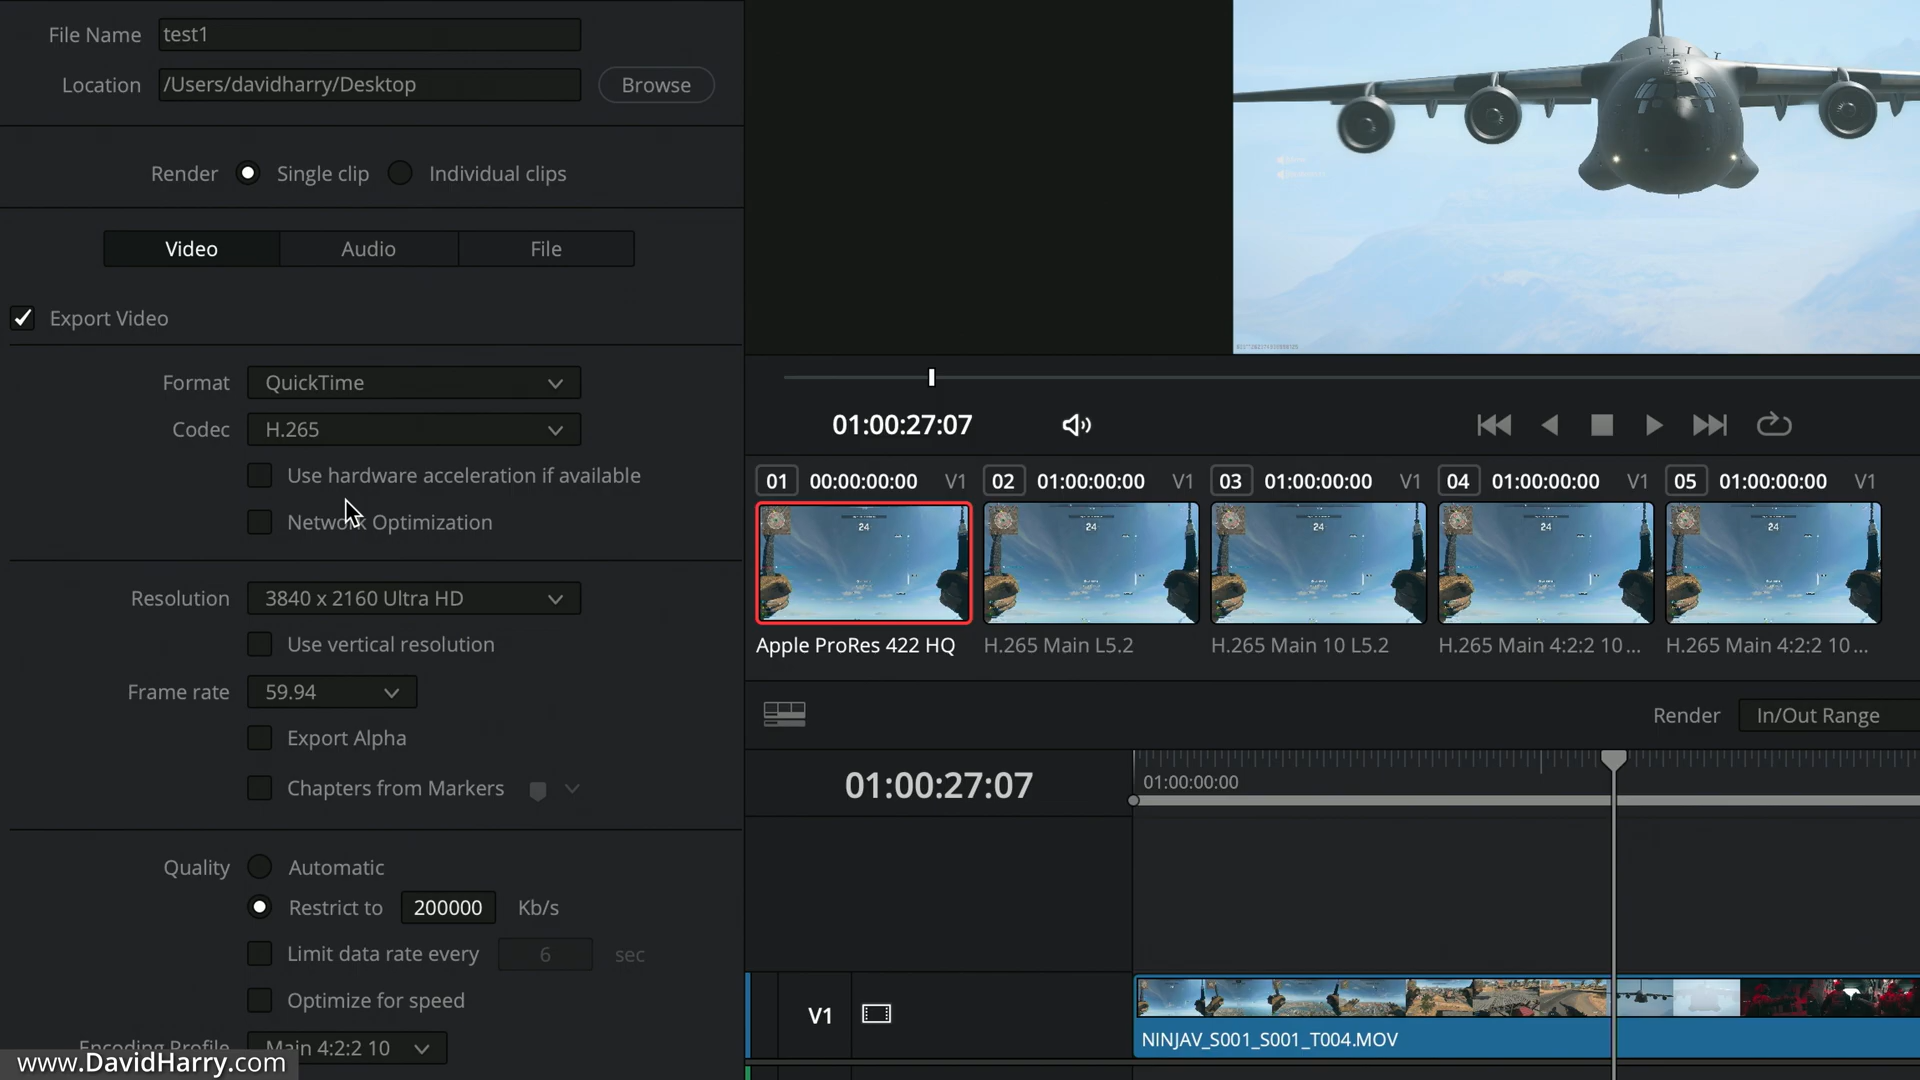 File Name test1
Location /Users/davidharry/Desktop Browse
Render Single clip Individual clips
Video Audio File
Export Video
Format QuickTime
Codec H.265
Use hardware acceleration if available
Network Optimization
Resolution 3840 x 2160 Ultra HD
Use vertical resolution
Frame rate 59.94
Export Alpha
Chapters from Markers
Quality Automatic
Restrict to 200000 Kb/s
Limit data rate every 6 sec
Optimize for speed
Encoding Profile Main 4:2:2 10
www.DavidHarry.com
01:00:27:07
01 00:00:00:00 V1 02 01:00:00:00 V1 03 01:00:00:00 V1 04 01:00:00:00 V1 05 01:00:00:00 V1
24 24 24 24 24
Apple ProRes 422 HQ H.265 Main L5.2 H.265 Main 10 L5.2 H.265 Main 4:2:2 10... H.265 Main 4:2:2 10...
Render In/Out Range
01:00:27:07 01:00:00:00
V1
NINJAV_S001_S001_T004.MOV